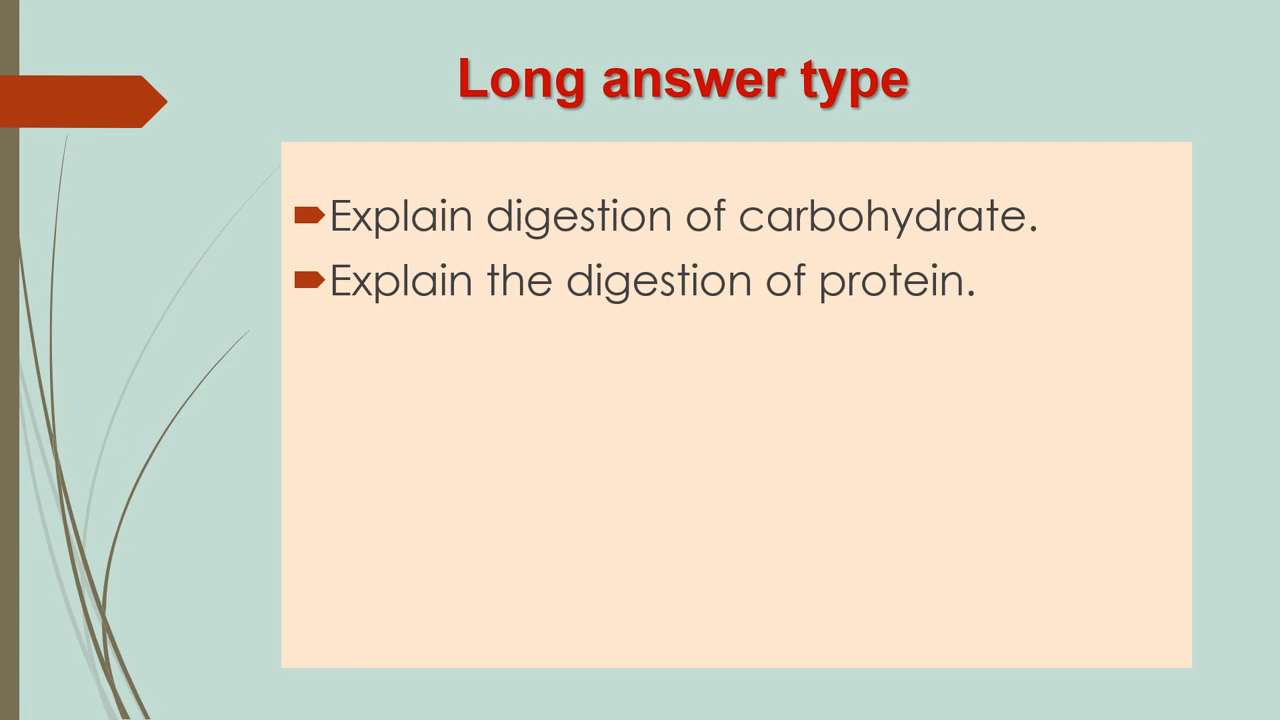 Long answer type
Explain digestion of carbohydrate.
Explain the digestion of protein.